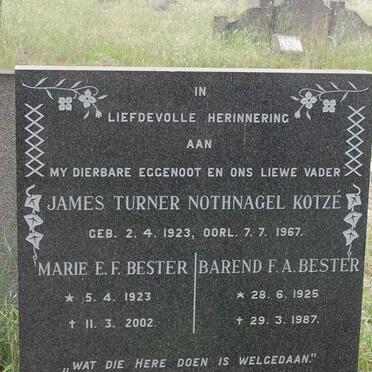 IN
LIEFDEVOLLE HERINNERING
AAN
MY DIERBARE EGGENOOT EN ONS LIEWE VADER
JAMES TURNER NOTHNAGEL KOTZÉ
GEB. 2. 4. 1923, OORL. 7. 7. 1967.
MARIE E. F. BESTER BAREND F. A. BESTER
* 5. 4. 1923 * 28. 6. 1925
† 11. 3. 2002. † 29. 3. 1987.
„WAT DIE HERE DOEN IS WELGEDAAN."